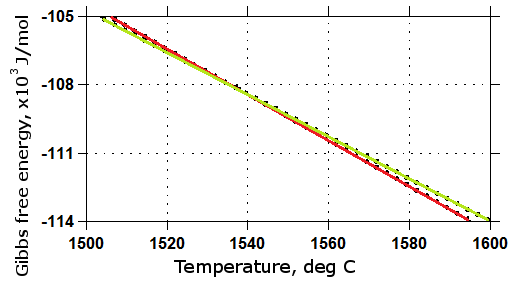 Gibbs free energy, x10³ J/mol
-105
-108
-111
-114
1500 1520 1540 1560 1580 1600
Temperature, deg C